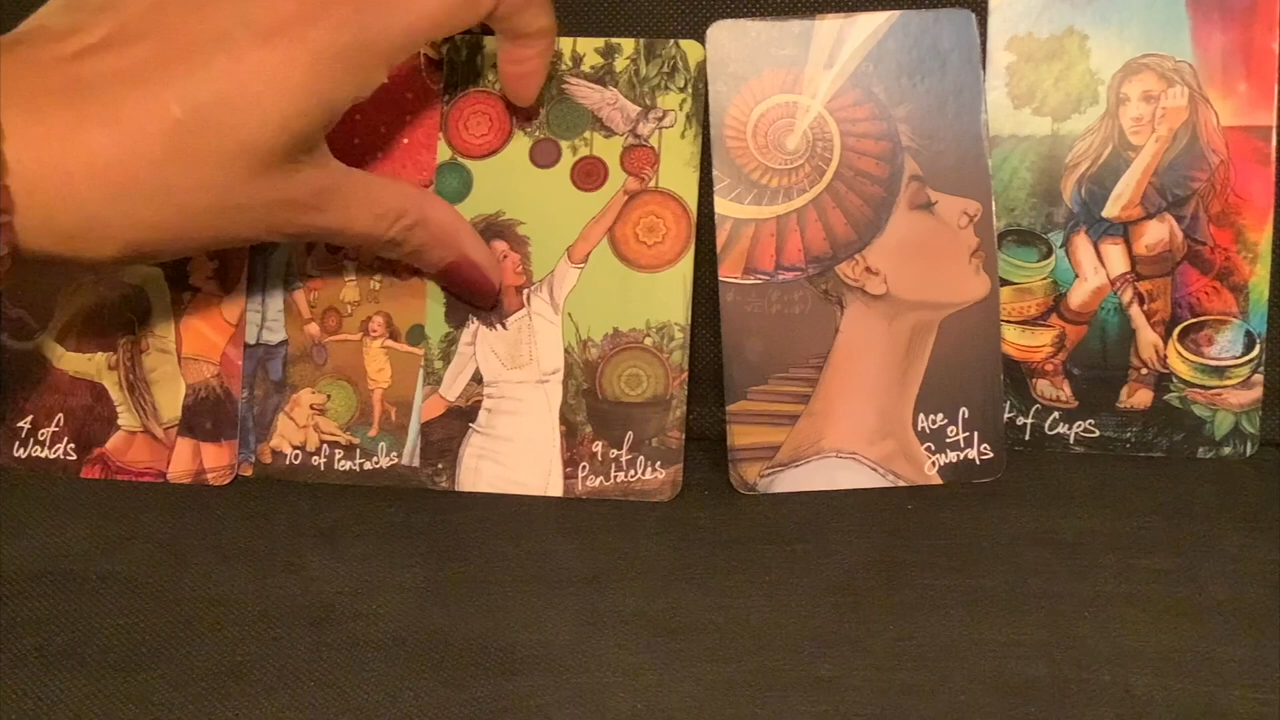 4 of
Wands
10 of Pentacles
9 of
Pentacles
Ace
of
Swords
of Cups